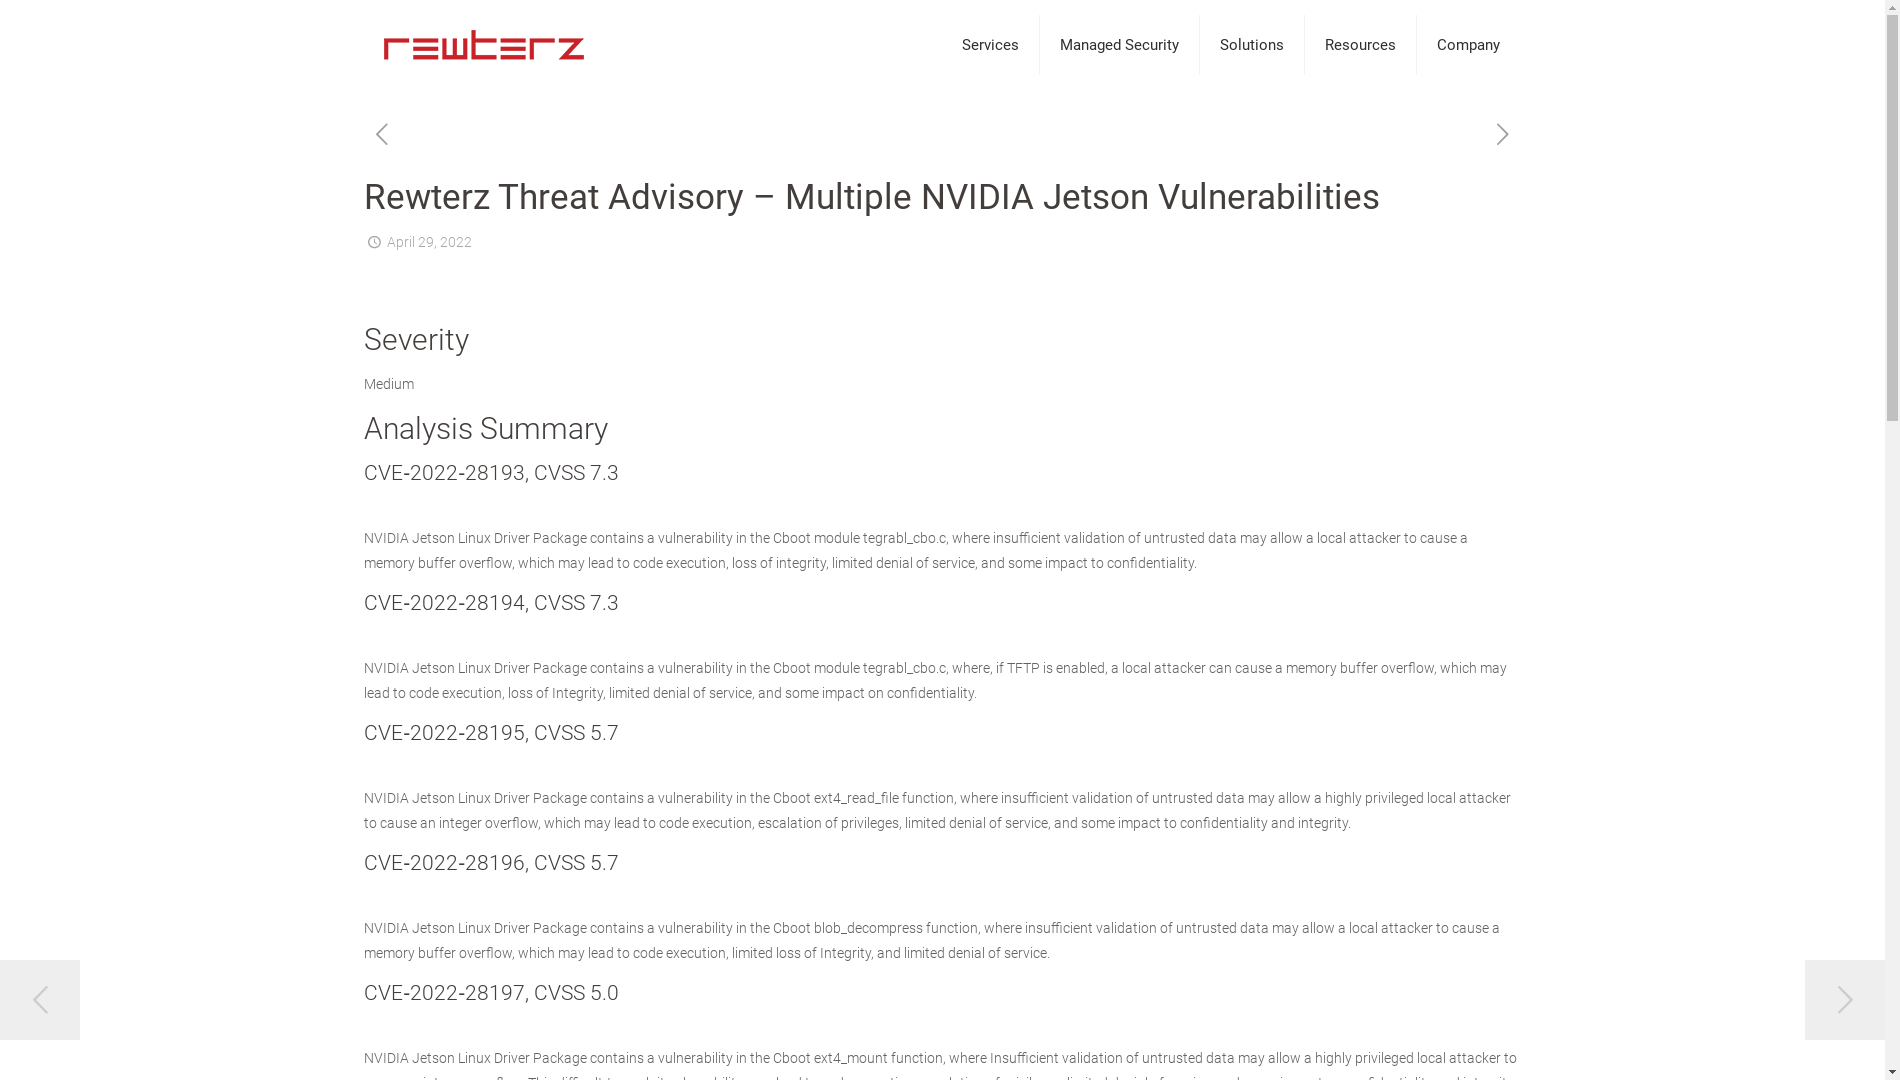 rewterz
Services
Managed Security
Solutions
Resources
Company
Rewterz Threat Advisory – Multiple NVIDIA Jetson Vulnerabilities
April 29, 2022
Severity
Medium
Analysis Summary
CVE-2022-28193, CVSS 7.3
NVIDIA Jetson Linux Driver Package contains a vulnerability in the Cboot module tegrabl_cbo.c, where insufficient validation of untrusted data may allow a local attacker to cause a
memory buffer overflow, which may lead to code execution, loss of integrity, limited denial of service, and some impact to confidentiality.
CVE-2022-28194, CVSS 7.3
NVIDIA Jetson Linux Driver Package contains a vulnerability in the Cboot module tegrabl_cbo.c, where, if TFTP is enabled, a local attacker can cause a memory buffer overflow, which may
lead to code execution, loss of Integrity, limited denial of service, and some impact on confidentiality.
CVE-2022-28195, CVSS 5.7
NVIDIA Jetson Linux Driver Package contains a vulnerability in the Cboot ext4_read_file function, where insufficient validation of untrusted data may allow a highly privileged local attacker
to cause an integer overflow, which may lead to code execution, escalation of privileges, limited denial of service, and some impact to confidentiality and integrity.
CVE-2022-28196, CVSS 5.7
NVIDIA Jetson Linux Driver Package contains a vulnerability in the Cboot blob_decompress function, where insufficient validation of untrusted data may allow a local attacker to cause a
memory buffer overflow, which may lead to code execution, limited loss of Integrity, and limited denial of service.
CVE-2022-28197, CVSS 5.0
NVIDIA Jetson Linux Driver Package contains a vulnerability in the Cboot ext4_mount function, where Insufficient validation of untrusted data may allow a highly privileged local attacker to